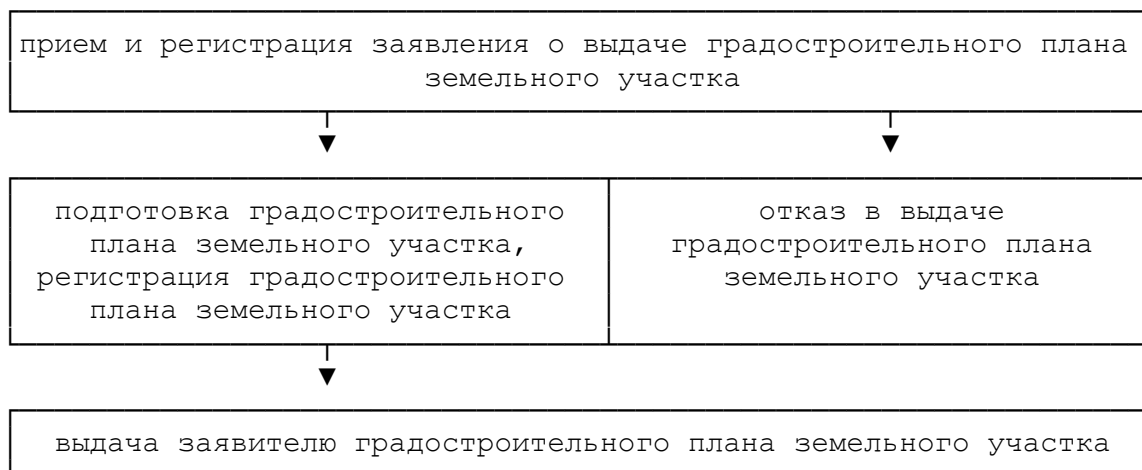 прием и регистрация заявления о выдаче градостроительного плана
земельного участка
подготовка градостроительного
плана земельного участка,
регистрация градостроительного
плана земельного участка
отказ в выдаче
градостроительного плана
земельного участка
выдача заявителю градостроительного плана земельного участка